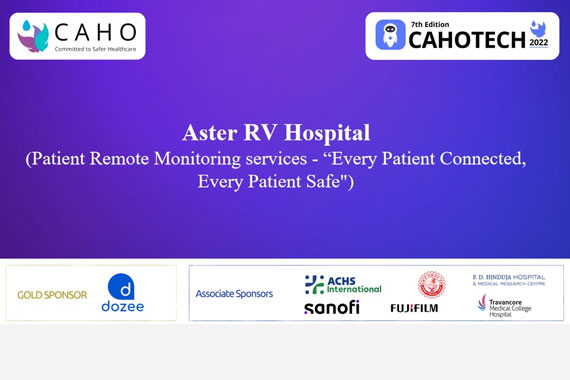 CAHO
Committed to Safer Healthcare
7th Edition
CAHOTECH 2022
Aster RV Hospital
(Patient Remote Monitoring services - “Every Patient Connected,
Every Patient Safe")
GOLD SPONSOR
dozee
Associate Sponsors
ACHS
International
sanofi
FUJIFILM
P. D. HINDUJA HOSPITAL
& MEDICAL RESEARCH CENTRE
Travancore
Medical College
Hospital